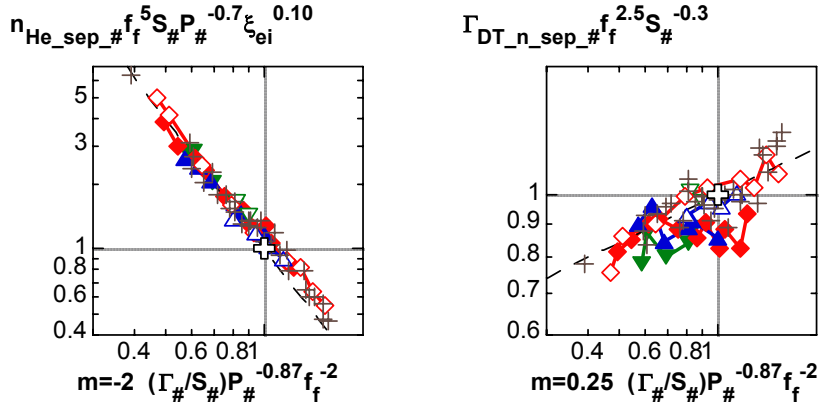 n_He_sep_# f_f^5 S_# P_#^-0.7 ξ_ei^0.10
5
3
1
0.8
0.6
0.4
0.4 0.6 0.81
m=-2 (Γ_#/S_#)P_#^-0.87 f_f^-2
Γ_DT_n_sep_# f_f^2.5 S_#^-0.3
1
0.9
0.8
0.7
0.6
0.4 0.6 0.81
m=0.25 (Γ_#/S_#)P_#^-0.87 f_f^-2